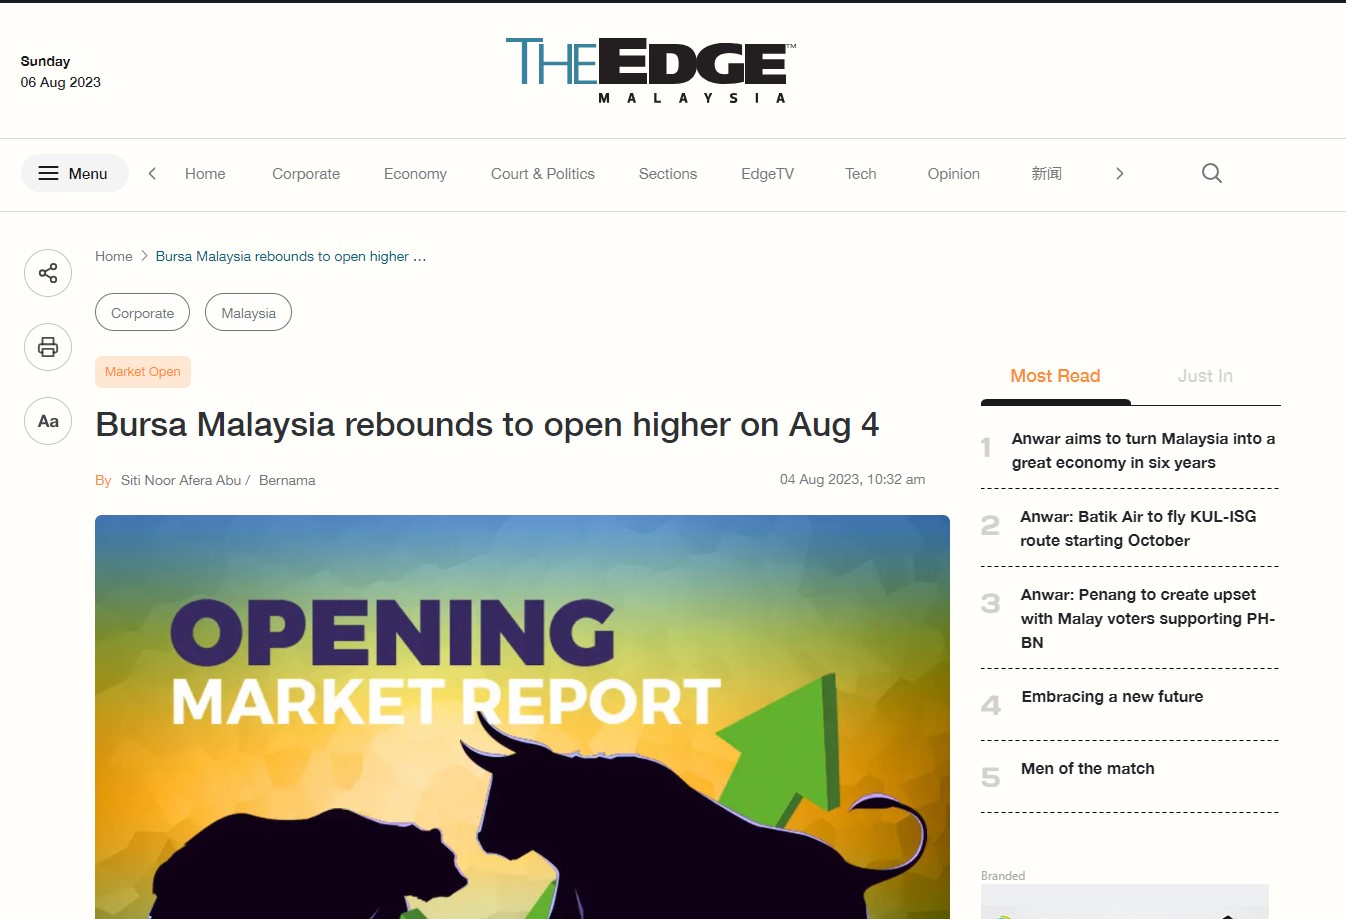 Sunday
06 Aug 2023
THE EDGE™
MALAYSIA
Menu
Home
Corporate
Economy
Court & Politics
Sections
EdgeTV
Tech
Opinion
新闻
Home
Bursa Malaysia rebounds to open higher ...
Corporate
Malaysia
Market Open
Bursa Malaysia rebounds to open higher on Aug 4
By Siti Noor Afera Abu / Bernama
04 Aug 2023, 10:32 am
Aa
OPENING
MARKET REPORT
Most Read
Just In
1
Anwar aims to turn Malaysia into a
great economy in six years
2
Anwar: Batik Air to fly KUL-ISG
route starting October
3
Anwar: Penang to create upset
with Malay voters supporting PH-
BN
4
Embracing a new future
5
Men of the match
Branded